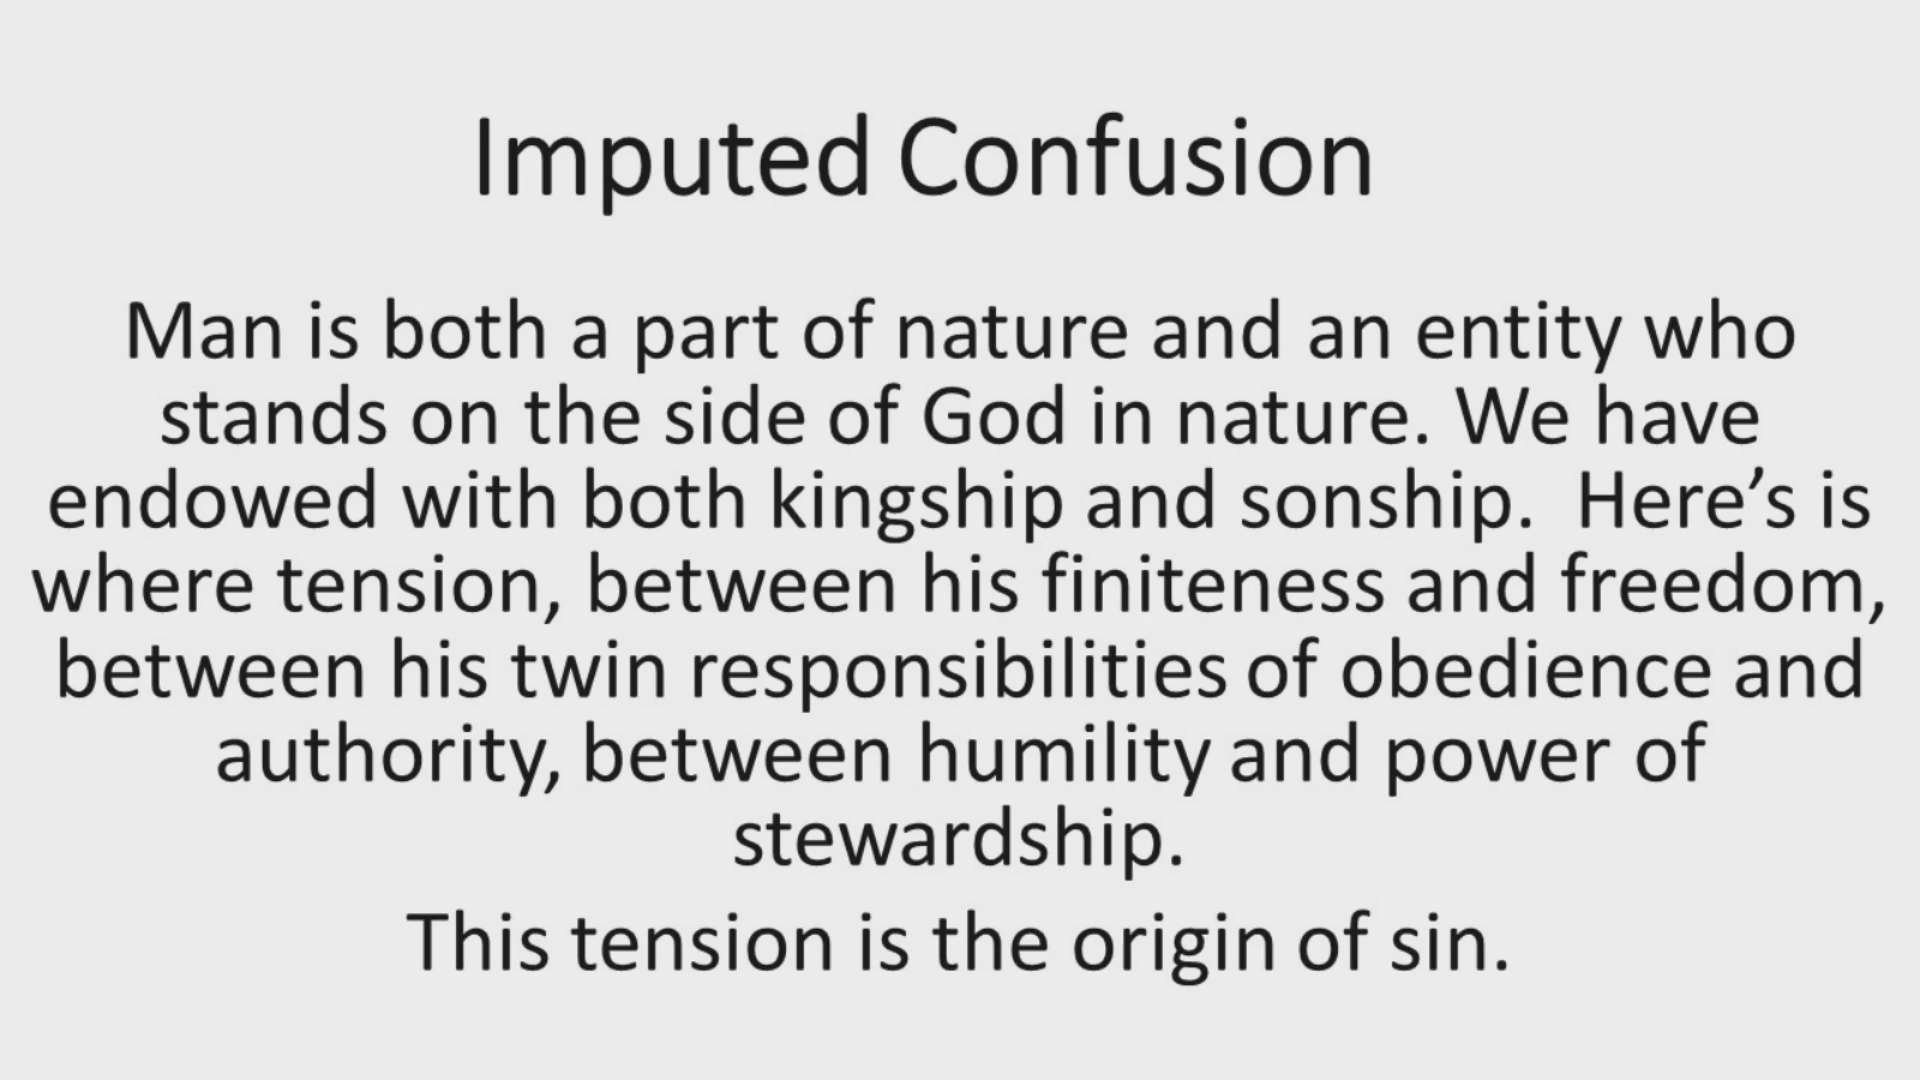 Imputed Confusion
Man is both a part of nature and an entity who
stands on the side of God in nature. We have
endowed with both kingship and sonship.  Here’s is
where tension, between his finiteness and freedom,
between his twin responsibilities of obedience and
authority, between humility and power of
stewardship.
This tension is the origin of sin.